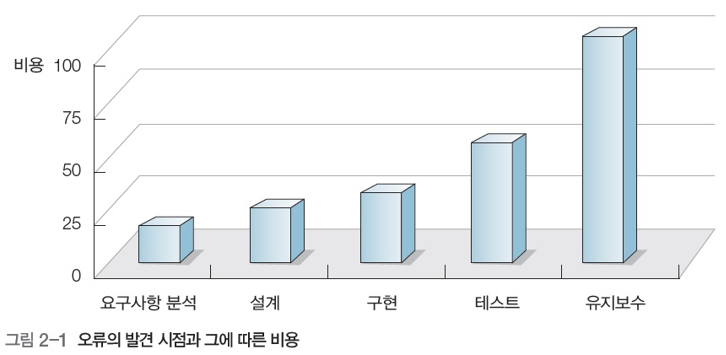 비용 100
75
50
25
0
요구사항 분석 설계 구현 테스트 유지보수
그림 2-1 오류의 발견 시점과 그에 따른 비용